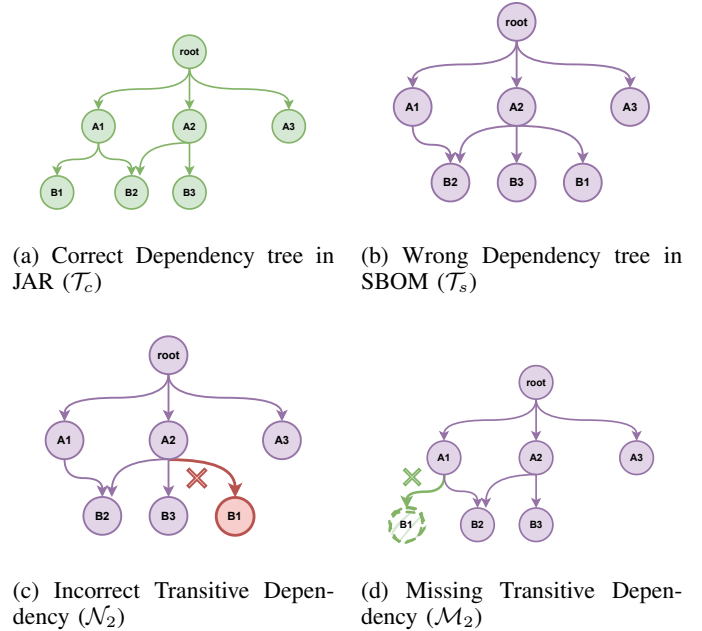 root
A1
A2
A3
B1
B2
B3
(a) Correct Dependency tree in
JAR (𝒯c)
root
A1
A2
A3
B2
B3
B1
(b) Wrong Dependency tree in
SBOM (𝒯s)
root
A1
A2
A3
B2
B3
B1
(c) Incorrect Transitive Depen-
dency (𝒩2)
root
A1
A2
A3
B1
B2
B3
(d) Missing Transitive Depen-
dency (ℳ2)